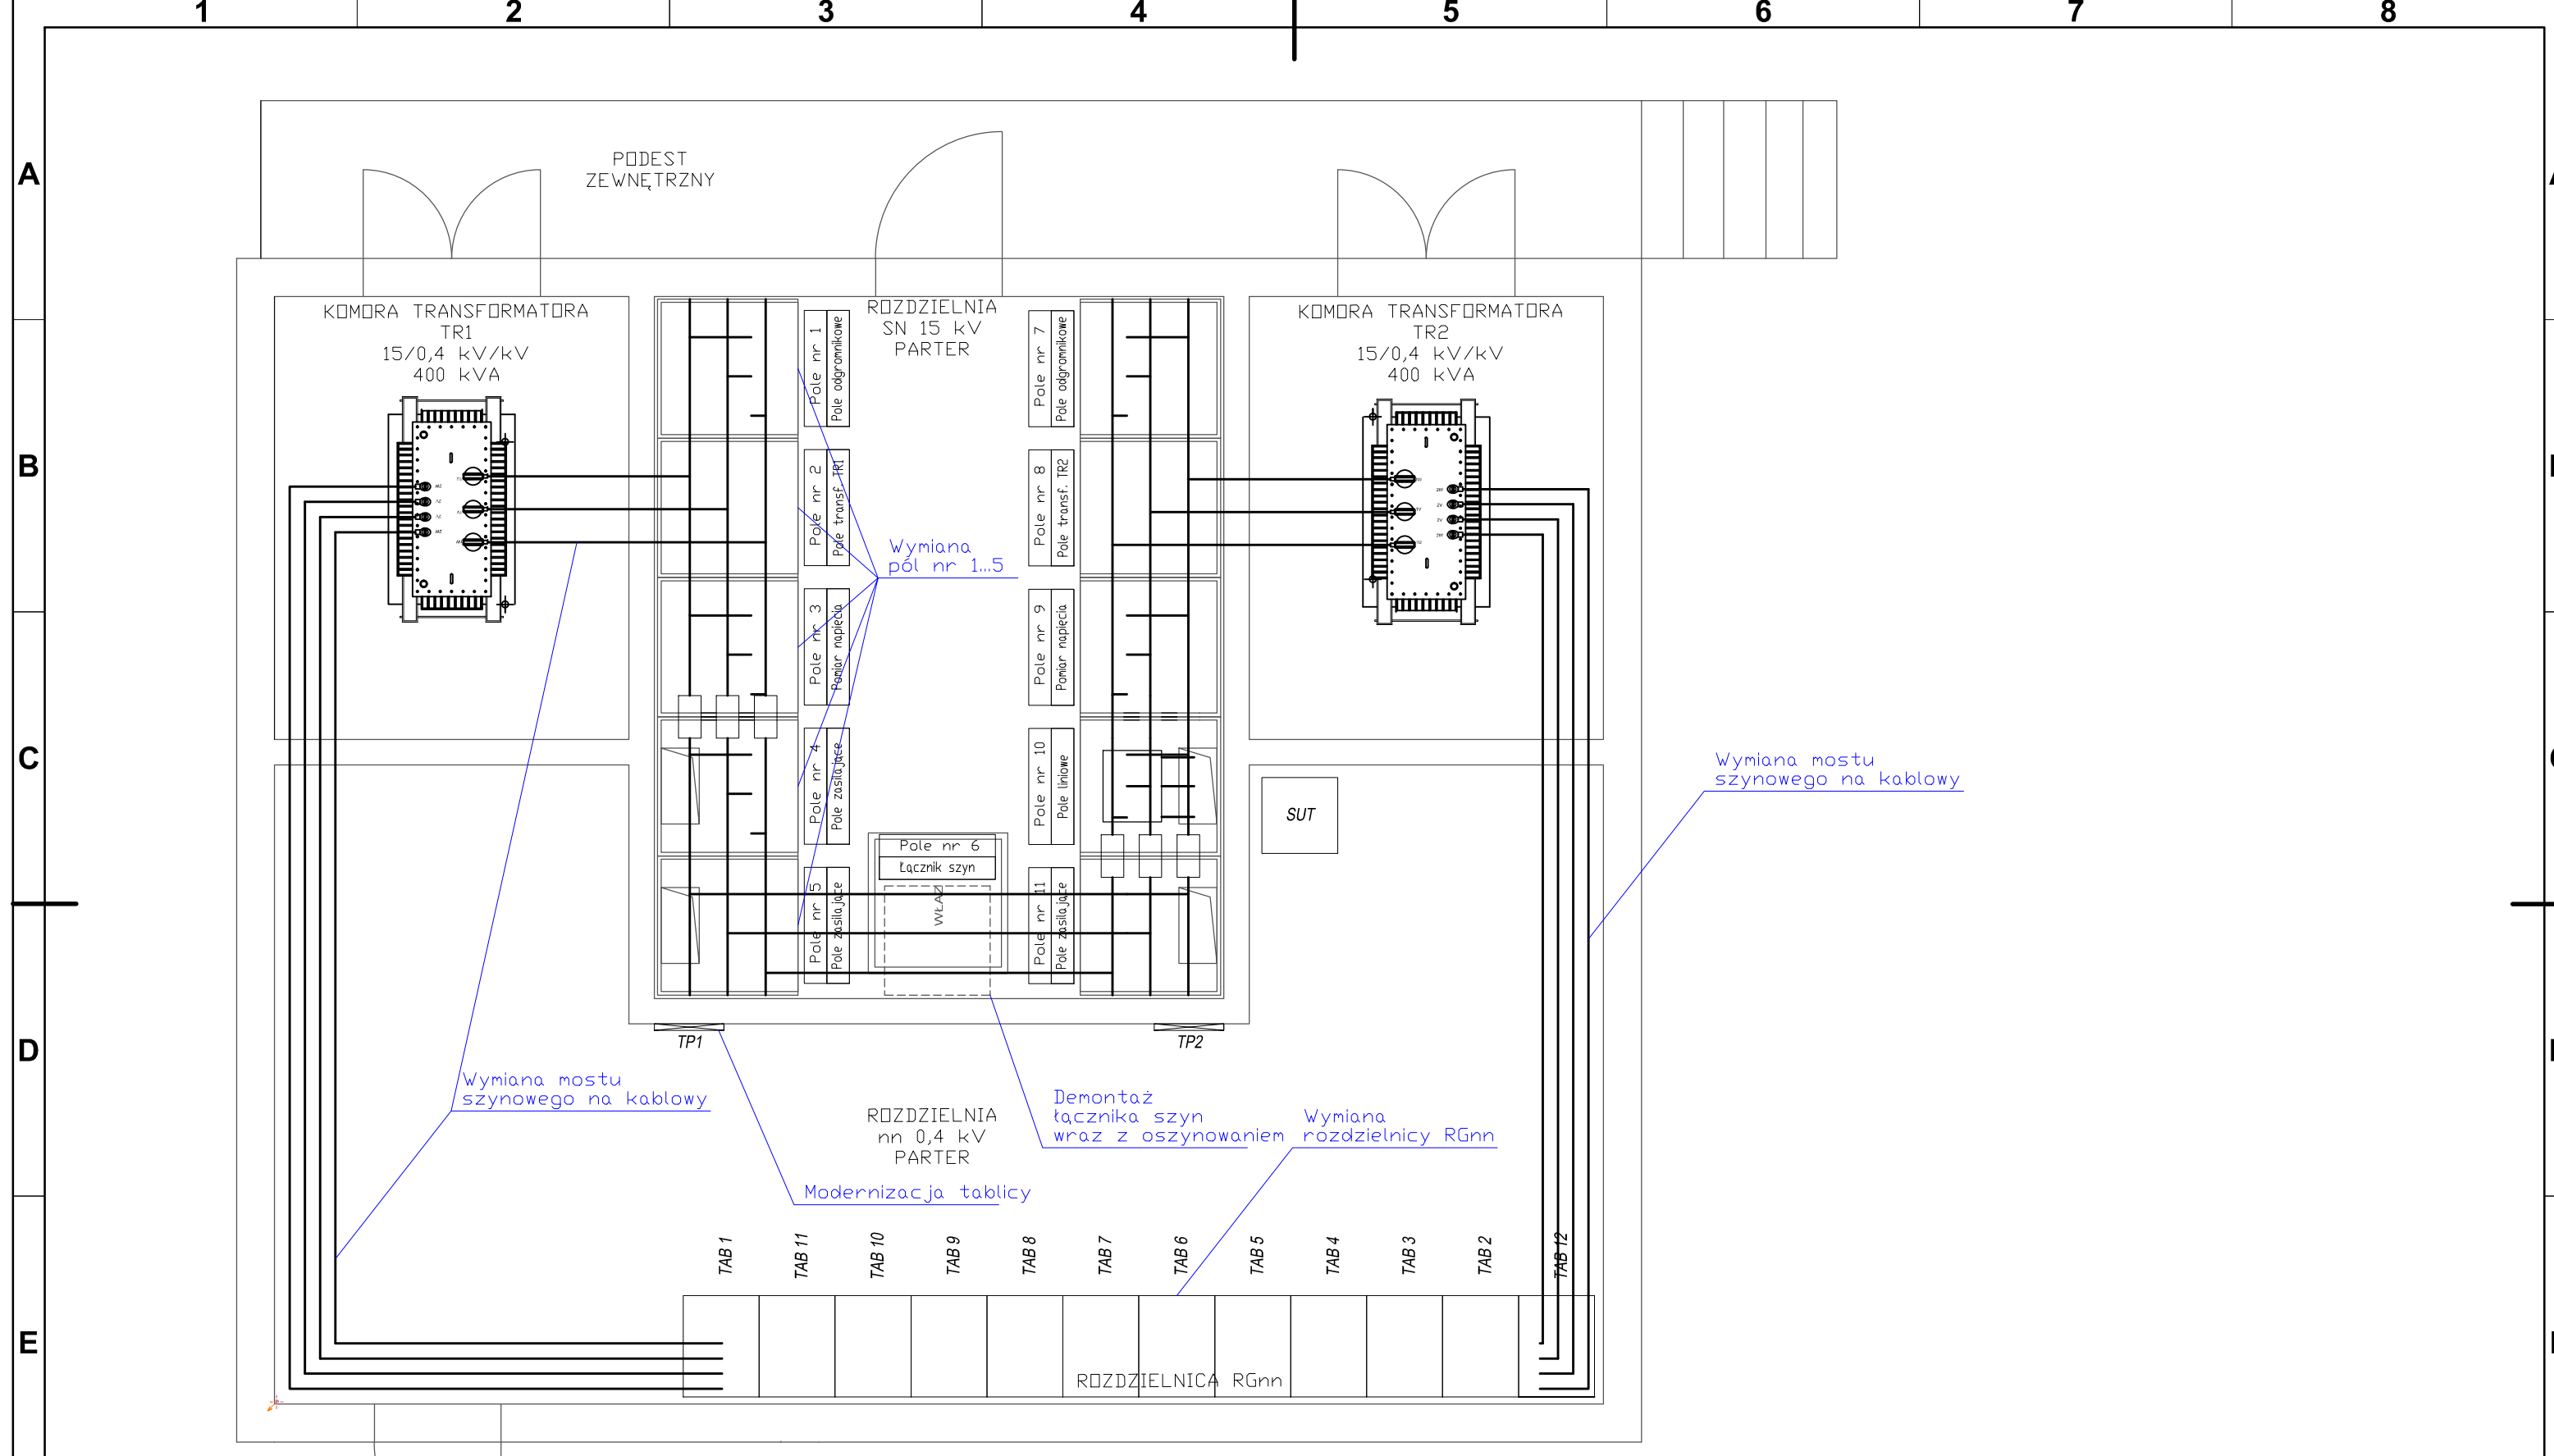 1 2 3 4 5 6 7 8
A
B
C
D
E
PODEST
ZEWNĘTRZNY
KOMORA TRANSFORMATORA
TR1
15/0,4 kV/kV
400 kVA
ROZDZIELNIA
SN 15 kV
PARTER
KOMORA TRANSFORMATORA
TR2
15/0,4 kV/kV
400 kVA
Pole nr 1
Pole odgromnikowe
Pole nr 7
Pole odgromnikowe
Pole nr 2
Pole transf. TR1
Pole nr 8
Pole transf. TR2
Wymiana
pól nr 1...5
Pole nr 3
Pomiar napięcia
Pole nr 9
Pomiar napięcia
Pole nr 4
Pole zasilające
Pole nr 10
Pole liniowe
Wymiana mostu
szynowego na kablowy
SUT
Pole nr 6
Łącznik szyn
WŁAZ
Pole nr 5
Pole zasilające
Pole nr 11
Pole zasilające
TP1
TP2
Wymiana mostu
szynowego na kablowy
ROZDZIELNIA
nn 0,4 kV
PARTER
Demontaż
łącznika szyn
wraz z oszynowaniem
Wymiana
rozdzielnicy RGnn
Modernizacja tablicy
TAB 1
TAB 11
TAB 10
TAB 9
TAB 8
TAB 7
TAB 6
TAB 5
TAB 4
TAB 3
TAB 2
TAB 12
ROZDZIELNICA RGnn